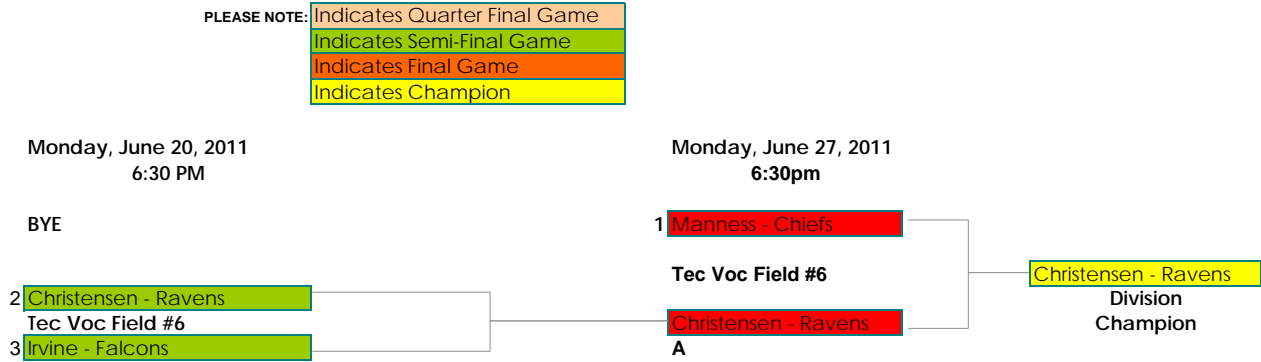 PLEASE NOTE: Indicates Quarter Final Game
Indicates Semi-Final Game
Indicates Final Game
Indicates Champion
Monday, June 20, 2011 Monday, June 27, 2011
6:30 PM 6:30pm
BYE 1 Manness - Chiefs
Tec Voc Field #6 Christensen - Ravens
2 Christensen - Ravens Division
Tec Voc Field #6 Christensen - Ravens Champion
3 Irvine - Falcons A